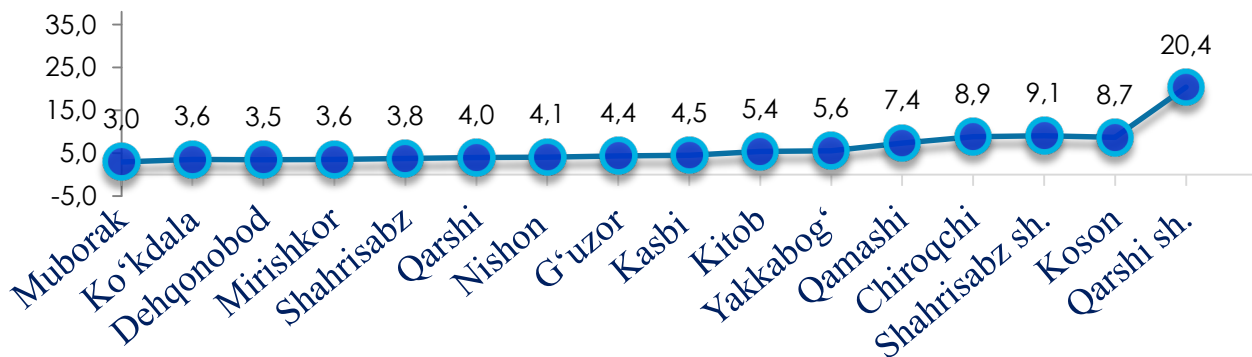 35,0
25,0
15,0
5,0
-5,0
3,0
3,6
3,5
3,6
3,8
4,0
4,1
4,4
4,5
5,4
5,6
7,4
8,9
9,1
8,7
20,4
Muborak
Ko‘kdala
Dehqonobod
Mirishkor
Shahrisabz
Qarshi
Nishon
G‘uzor
Kasbi
Kitob
Yakkabog‘
Qamashi
Chiroqchi
Shahrisabz sh.
Koson
Qarshi sh.